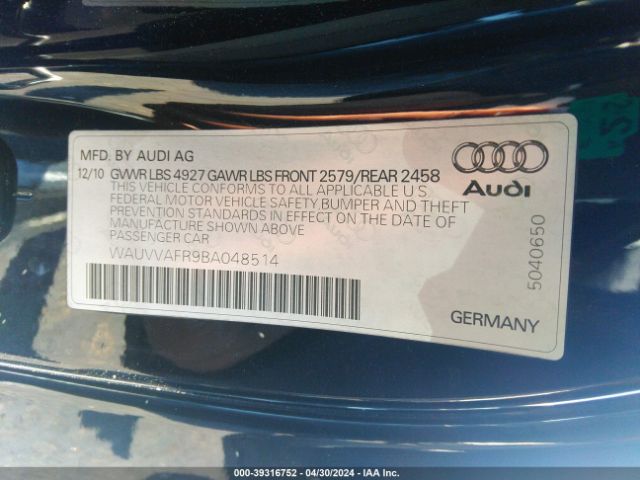 MFD. BY AUDI AG
12/10 GVWR LBS 4927 GAWR LBS FRONT 2579/REAR 2458
THIS VEHICLE CONFORMS TO ALL APPLICABLE U.S.
FEDERAL MOTOR VEHICLE SAFETY BUMPER AND THEFT
PREVENTION STANDARDS IN EFFECT ON THE DATE OF
MANUFACTURE SHOWN ABOVE
PASSENGER CAR
WAUVVAFR9BA048514
Audi
5040650
GERMANY
000-39316752 - 04/30/2024 - IAA Inc.